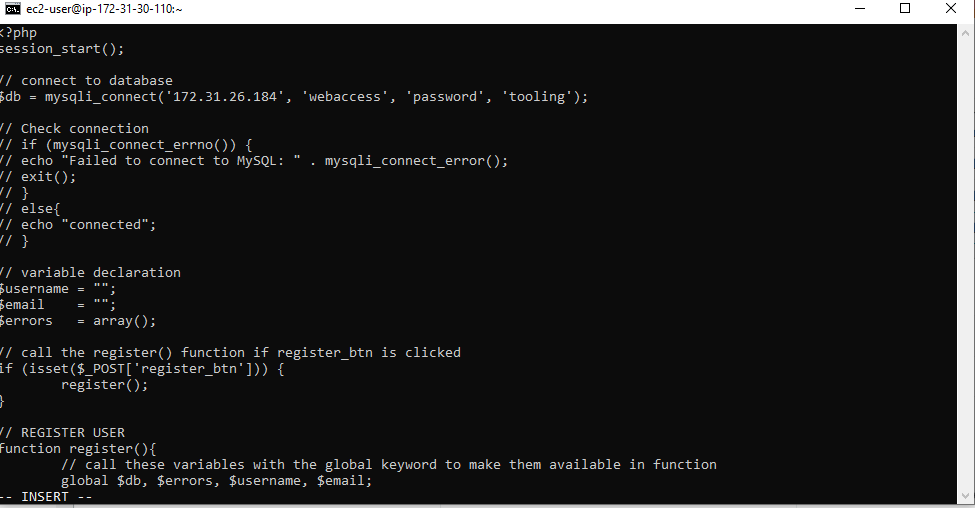 ec2-user@ip-172-31-30-110:~
<?php
session_start();
// connect to database
$db = mysqli_connect('172.31.26.184', 'webaccess', 'password', 'tooling');
// Check connection
// if (mysqli_connect_errno()) {
// echo "Failed to connect to MySQL: " . mysqli_connect_error();
// exit();
// }
// else{
// echo "connected";
// }
// variable declaration
$username = "";
$email    = "";
$errors   = array();
// call the register() function if register_btn is clicked
if (isset($_POST['register_btn'])) {
        register();
}
// REGISTER USER
function register(){
        // call these variables with the global keyword to make them available in function
        global $db, $errors, $username, $email;
-- INSERT --